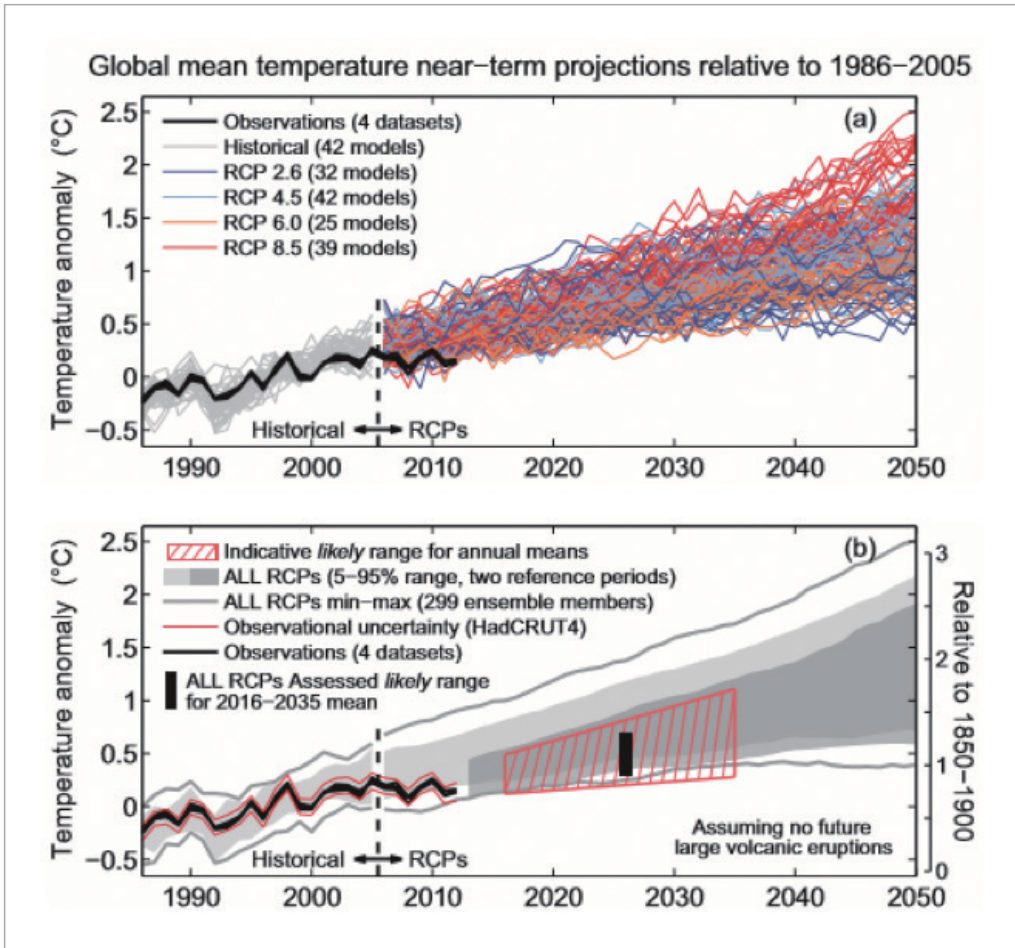 Global mean temperature near−term projections relative to 1986−2005
Temperature anomaly (°C)
2.5
2
1.5
1
0.5
0
−0.5
(a)
Observations (4 datasets)
Historical (42 models)
RCP 2.6 (32 models)
RCP 4.5 (42 models)
RCP 6.0 (25 models)
RCP 8.5 (39 models)
Historical
RCPs
1990 2000 2010 2020 2030 2040 2050
Temperature anomaly (°C)
2.5
2
1.5
1
0.5
0
−0.5
(b)
Indicative likely range for annual means
ALL RCPs (5−95% range, two reference periods)
ALL RCPs min−max (299 ensemble members)
Observational uncertainty (HadCRUT4)
Observations (4 datasets)
ALL RCPs Assessed likely range
for 2016−2035 mean
Historical
RCPs
Assuming no future
large volcanic eruptions
3
2
1
0
Relative to 1850−1900
1990 2000 2010 2020 2030 2040 2050